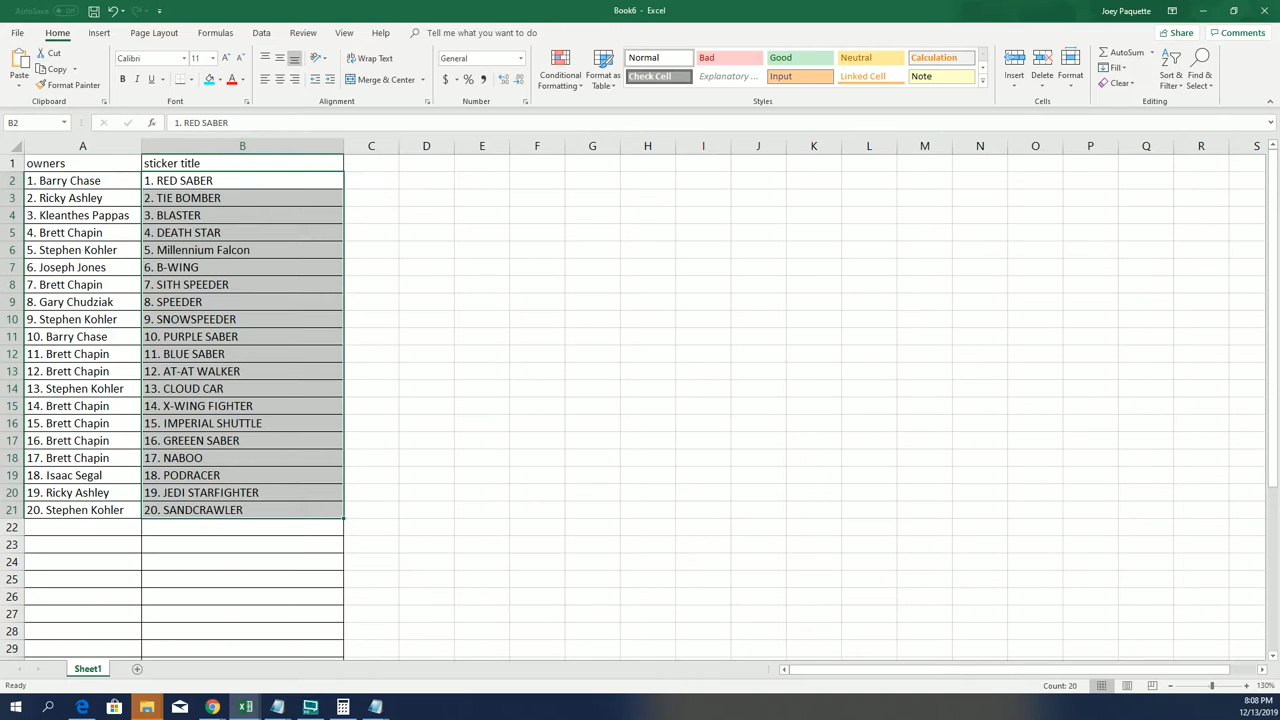 AutoSave Off Book6 - Excel Joey Paquette
File Home Insert Page Layout Formulas Data Review View Help Tell me what you want to do Share Comments
Paste Cut Copy Format Painter
Calibri 11 Wrap Text Merge & Center General
B I U A A $ % ,
Conditional Formatting Format as Table
Normal Bad Good Neutral Calculation
Check Cell Explanatory ... Input Linked Cell Note
Insert Delete Format
AutoSum Fill Clear Sort & Filter Find & Select
Clipboard Font Alignment Number Styles Cells Editing
B2 fx 1. RED SABER
A B C D E F G H I J K L M N O P Q R S
1 owners sticker title
2 1. Barry Chase 1. RED SABER
3 2. Ricky Ashley 2. TIE BOMBER
4 3. Kleanthes Pappas 3. BLASTER
5 4. Brett Chapin 4. DEATH STAR
6 5. Stephen Kohler 5. Millennium Falcon
7 6. Joseph Jones 6. B-WING
8 7. Brett Chapin 7. SITH SPEEDER
9 8. Gary Chudziak 8. SPEEDER
10 9. Stephen Kohler 9. SNOWSPEEDER
11 10. Barry Chase 10. PURPLE SABER
12 11. Brett Chapin 11. BLUE SABER
13 12. Brett Chapin 12. AT-AT WALKER
14 13. Stephen Kohler 13. CLOUD CAR
15 14. Brett Chapin 14. X-WING FIGHTER
16 15. Brett Chapin 15. IMPERIAL SHUTTLE
17 16. Brett Chapin 16. GREEEN SABER
18 17. Brett Chapin 17. NABOO
19 18. Isaac Segal 18. PODRACER
20 19. Ricky Ashley 19. JEDI STARFIGHTER
21 20. Stephen Kohler 20. SANDCRAWLER
22
23
24
25
26
27
28
29
Sheet1
Ready Count: 20 130%
8:08 PM
12/13/2019